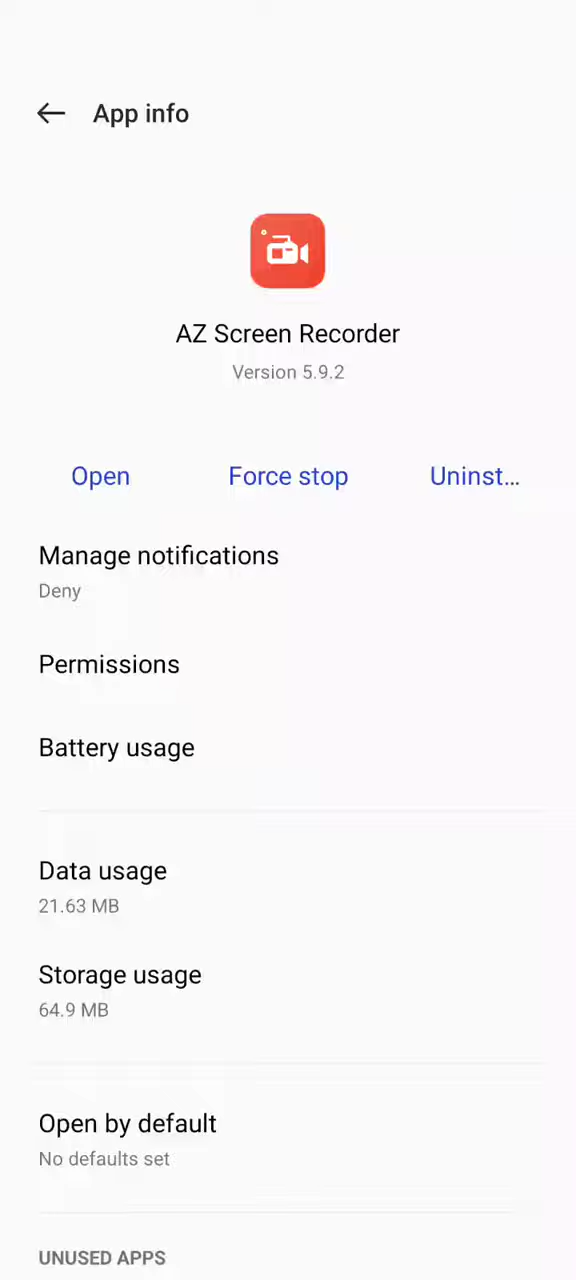 App info
AZ Screen Recorder
Version 5.9.2
Open Force stop Uninst...
Manage notifications
Deny
Permissions
Battery usage
Data usage
21.63 MB
Storage usage
64.9 MB
Open by default
No defaults set
UNUSED APPS